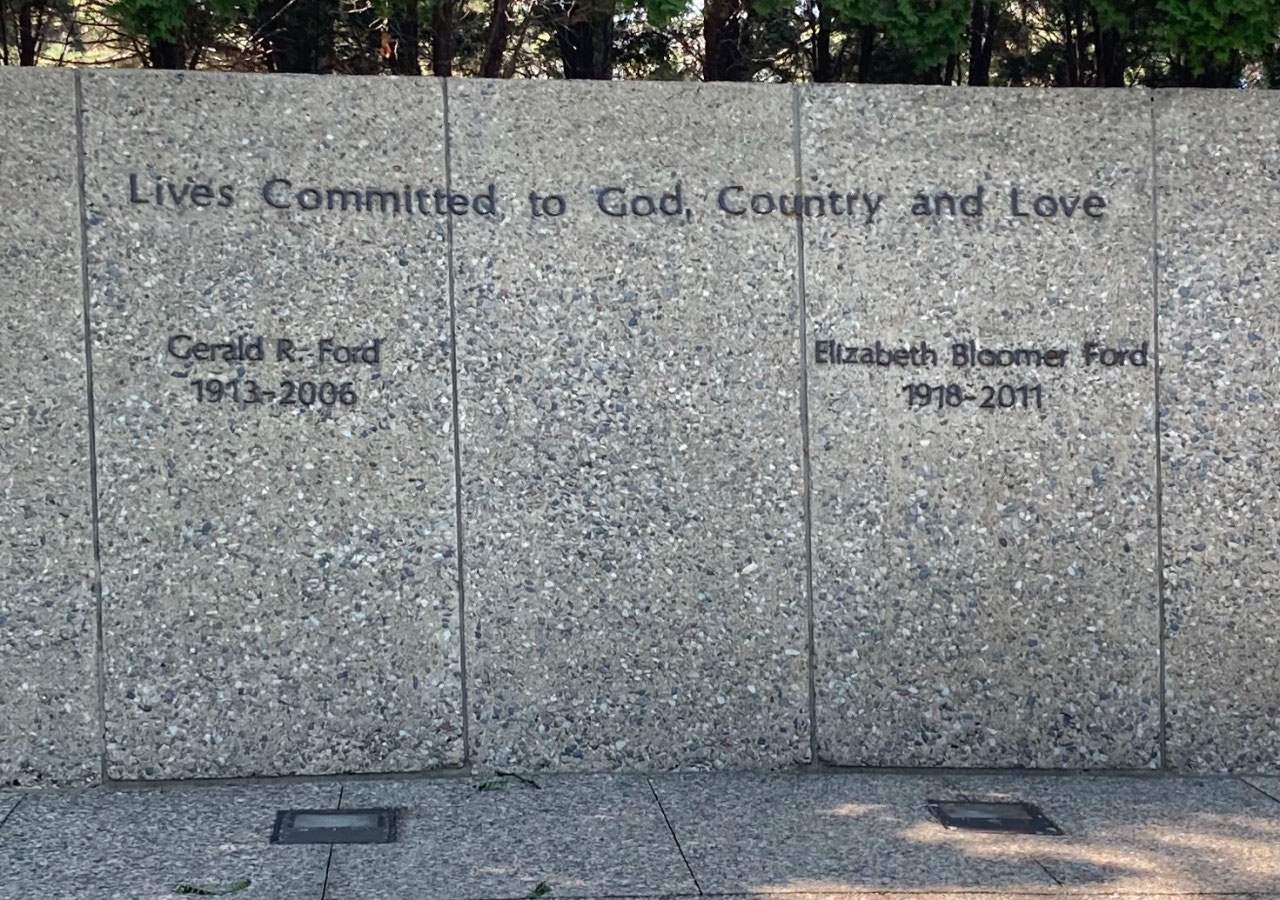 Lives Committed to God, Country and Love
Gerald R. Ford
1913-2006
Elizabeth Bloomer Ford
1918-2011